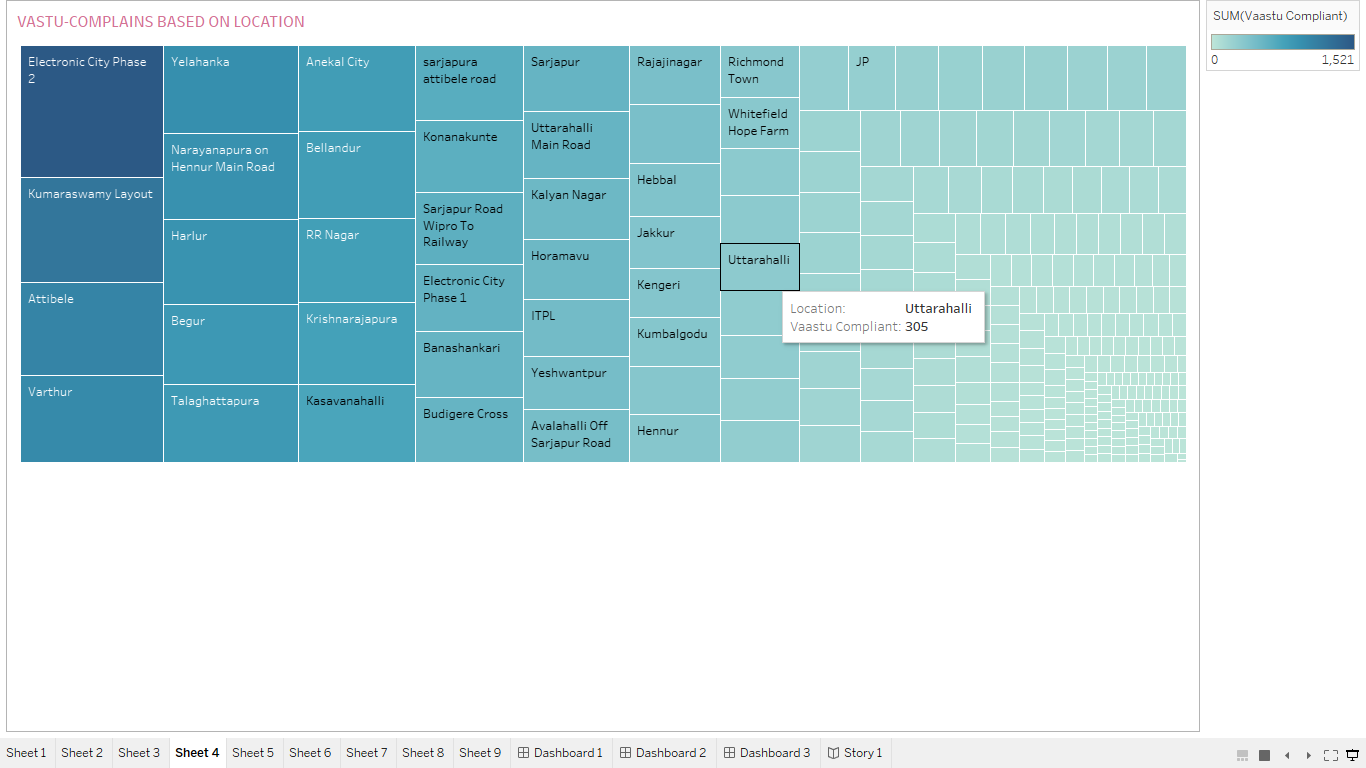 VASTU-COMPLAINS BASED ON LOCATION
SUM(Vaastu Compliant)
0 1,521
Electronic City Phase
2
Kumaraswamy Layout
Attibele
Varthur
Yelahanka
Narayanapura on
Hennur Main Road
Harlur
Begur
Talaghattapura
Anekal City
Bellandur
RR Nagar
Krishnarajapura
Kasavanahalli
sarjapura
attibele road
Konanakunte
Sarjapur Road
Wipro To
Railway
Electronic City
Phase 1
Banashankari
Budigere Cross
Sarjapur
Uttarahalli
Main Road
Kalyan Nagar
Horamavu
ITPL
Yeshwantpur
Avalahalli Off
Sarjapur Road
Rajajinagar
Hebbal
Jakkur
Kengeri
Kumbalgodu
Hennur
Richmond
Town
Whitefield
Hope Farm
Uttarahalli
JP
Location: Uttarahalli
Vaastu Compliant: 305
Sheet 1 Sheet 2 Sheet 3 Sheet 4 Sheet 5 Sheet 6 Sheet 7 Sheet 8 Sheet 9 Dashboard 1 Dashboard 2 Dashboard 3 Story 1